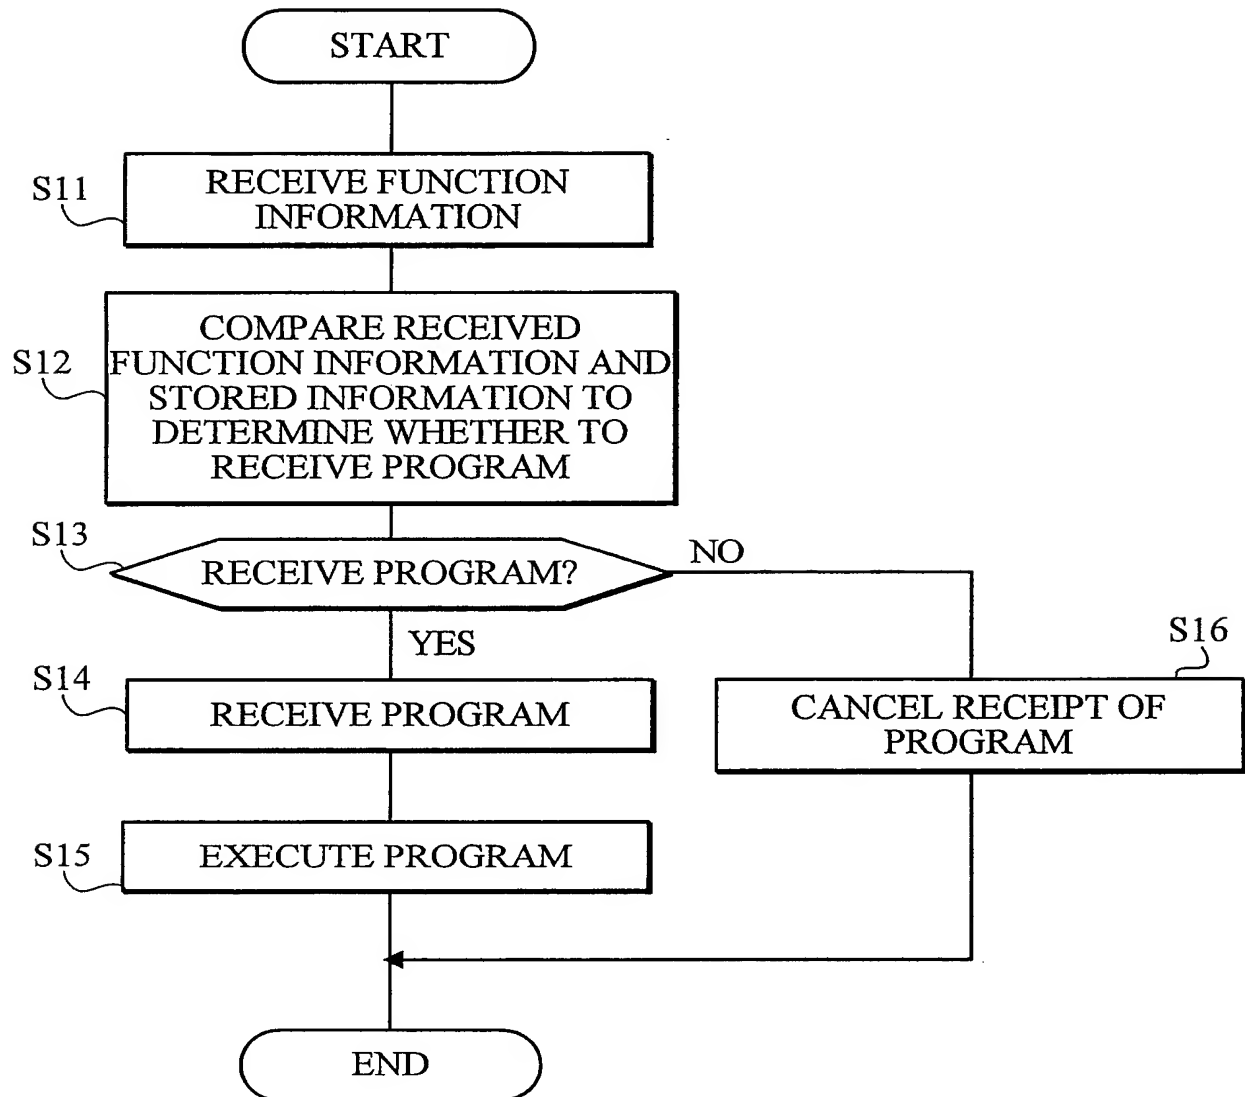 START
S11
RECEIVE FUNCTION
INFORMATION
S12
COMPARE RECEIVED
FUNCTION INFORMATION AND
STORED INFORMATION TO
DETERMINE WHETHER TO
RECEIVE PROGRAM
S13
RECEIVE PROGRAM?
NO
YES
S14
RECEIVE PROGRAM
S16
CANCEL RECEIPT OF
PROGRAM
S15
EXECUTE PROGRAM
END